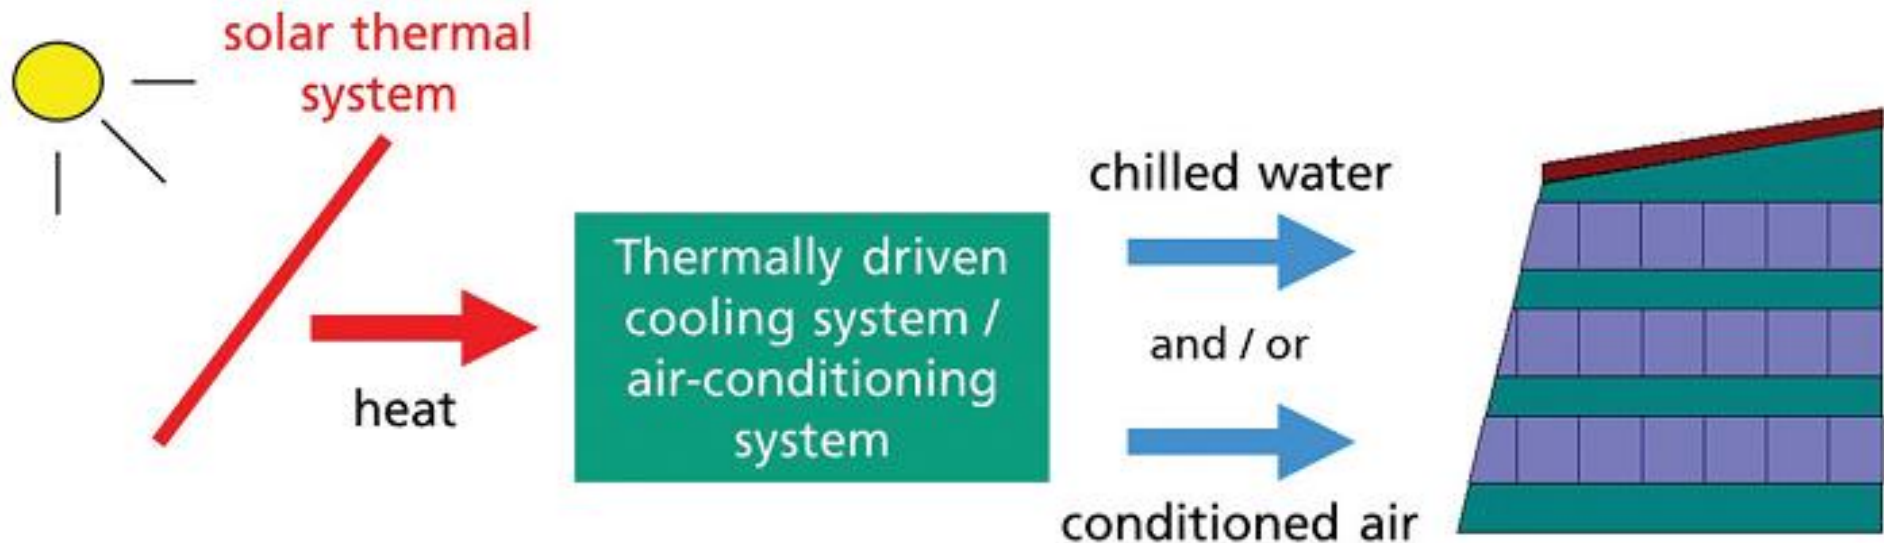 solar thermal
system
heat
Thermally driven
cooling system /
air-conditioning
system
chilled water
and / or
conditioned air